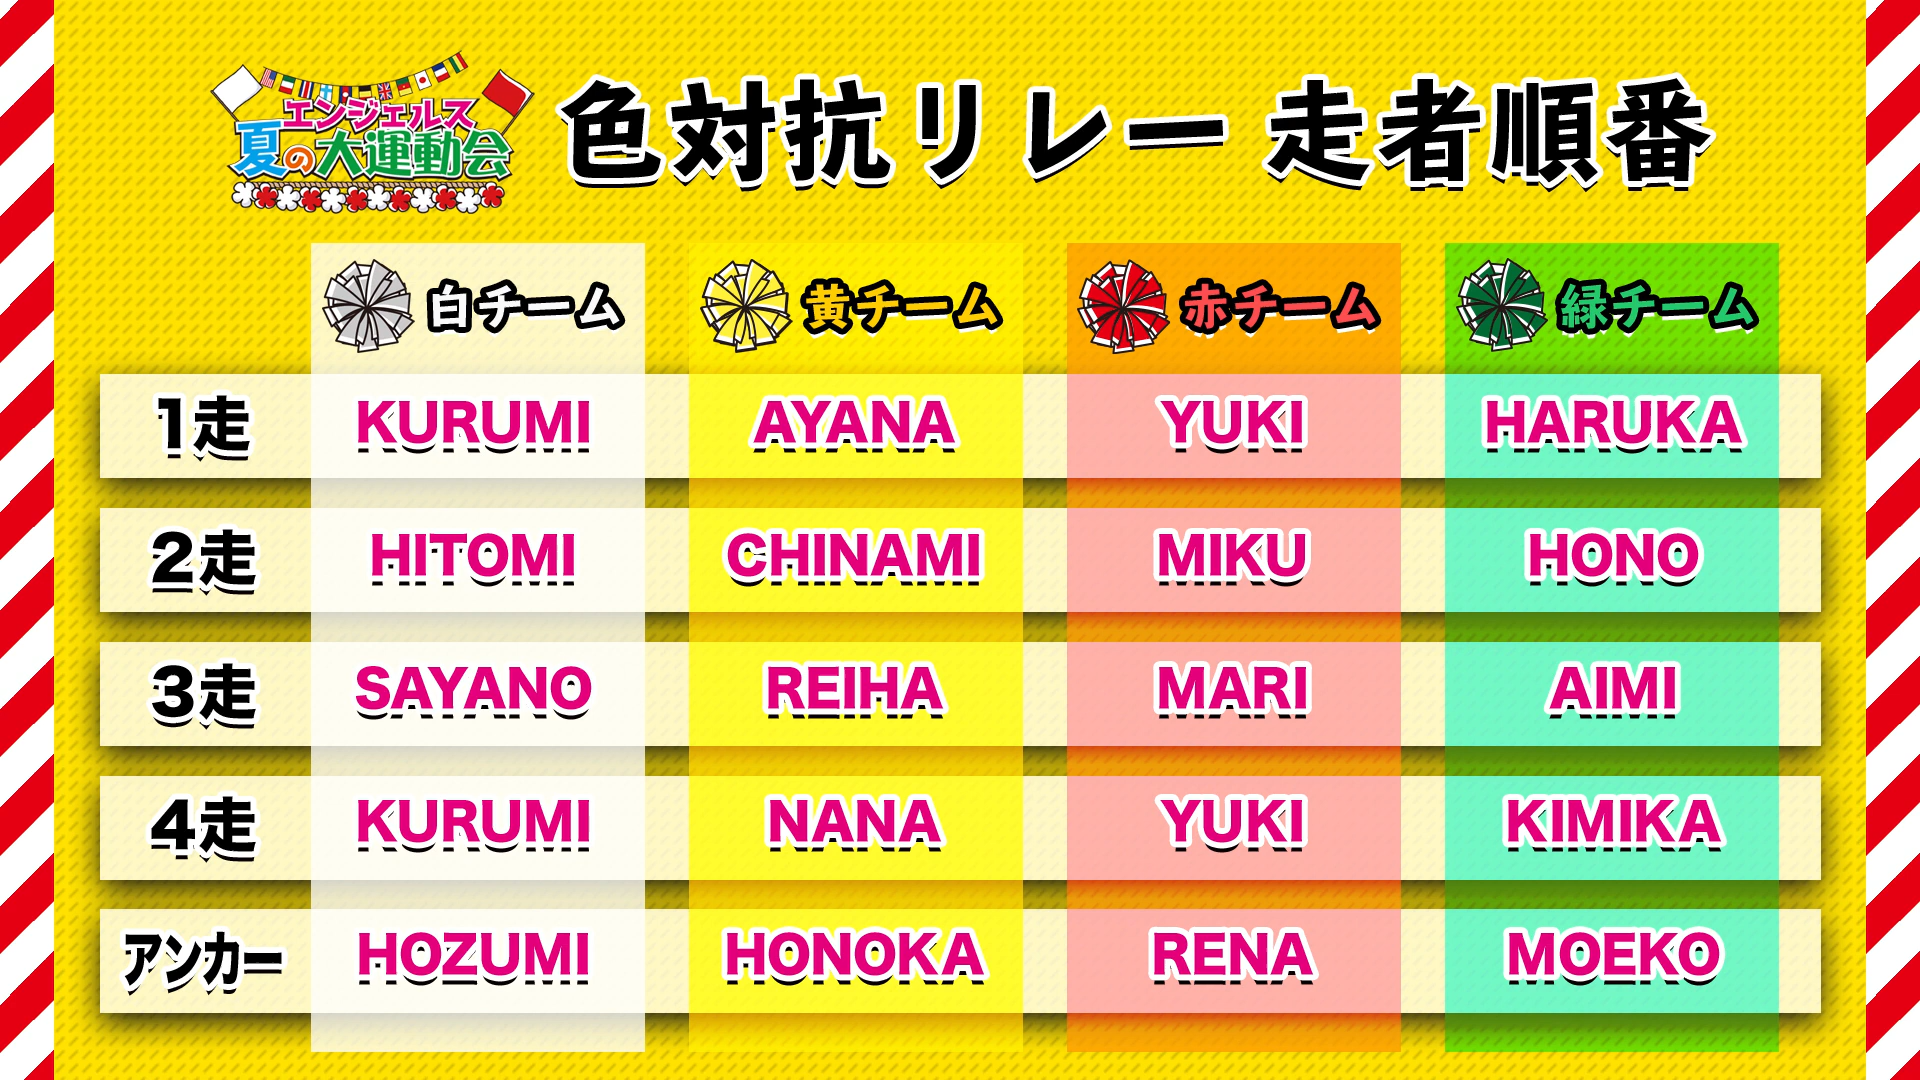 エンジェルス
夏の大運動会
色対抗リレー 走者順番
白チーム 黄チーム 赤チーム 緑チーム
1走 KURUMI AYANA YUKI HARUKA
2走 HITOMI CHINAMI MIKU HONO
3走 SAYANO REIHA MARI AIMI
4走 KURUMI NANA YUKI KIMIKA
アンカー HOZUMI HONOKA RENA MOEKO